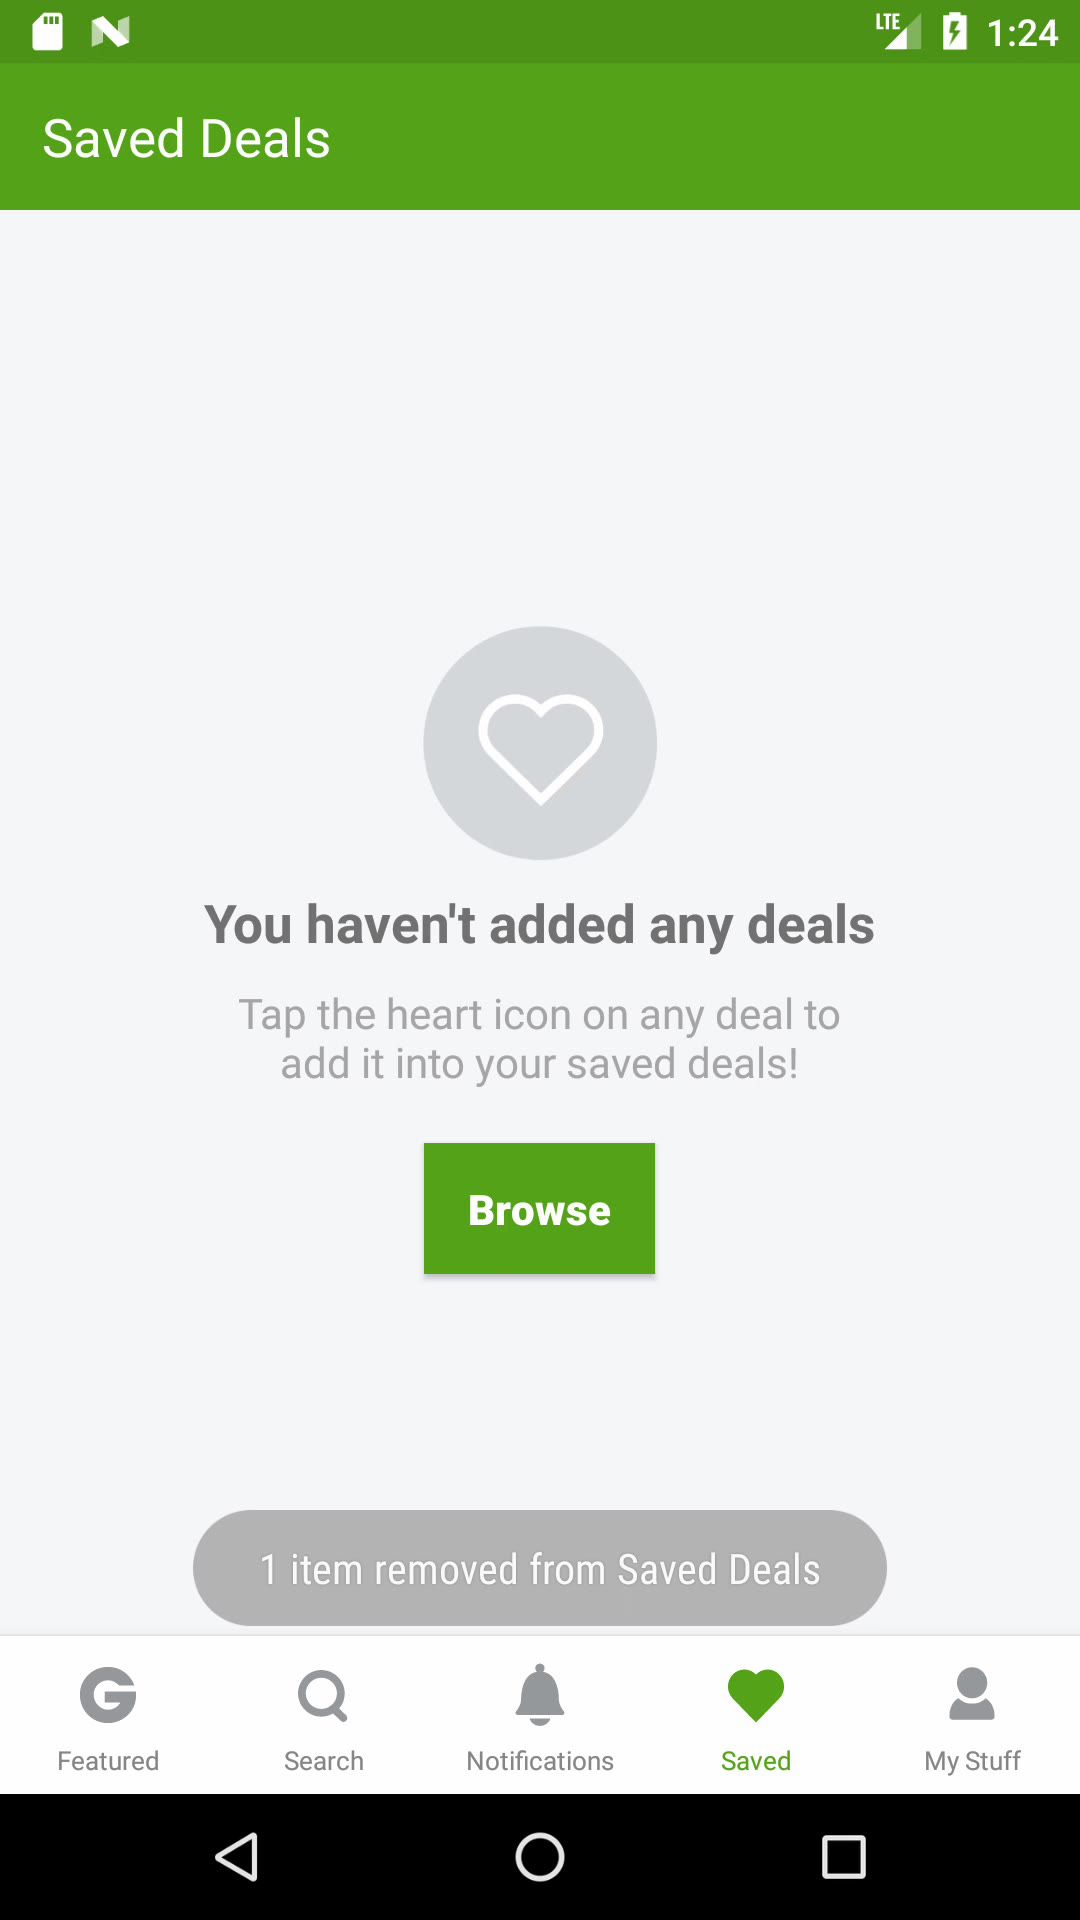 LTE 1:24
Saved Deals
You haven't added any deals
Tap the heart icon on any deal to
add it into your saved deals!
Browse
1 item removed from Saved Deals
Featured Search Notifications Saved My Stuff